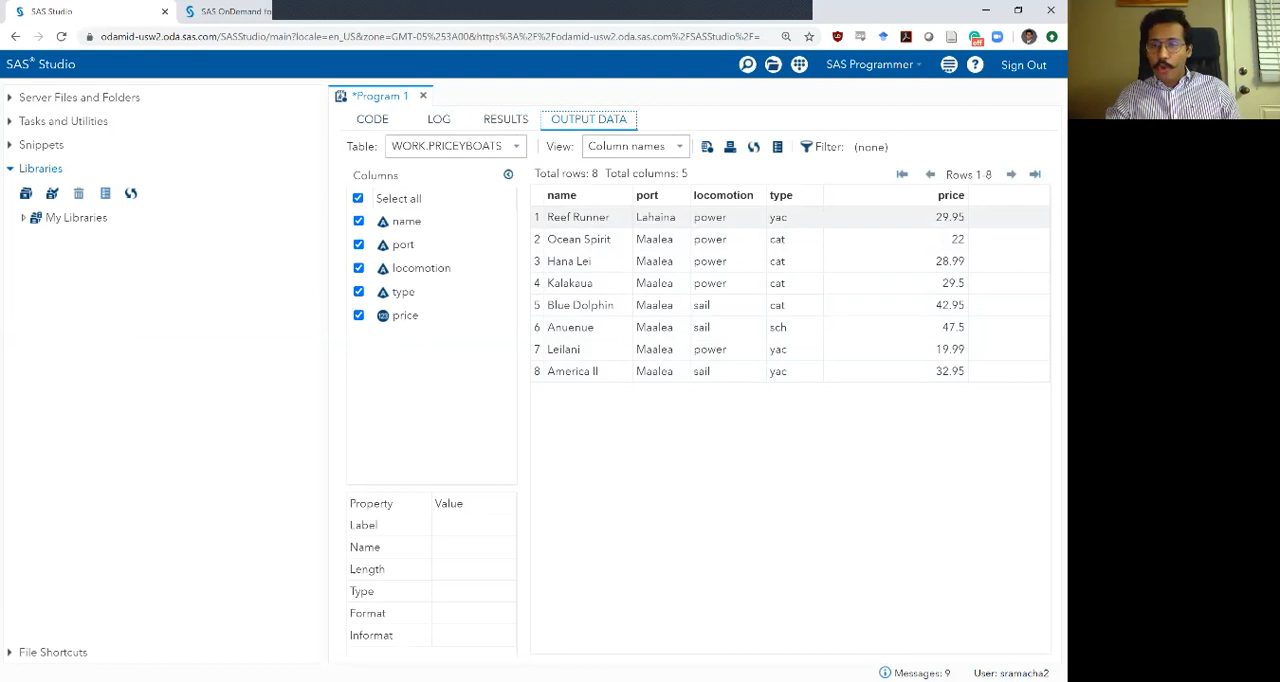 SAS Studio
SAS OnDemand fo
odamid-usw2.oda.sas.com/SASStudio/main?locale=en_US&zone=GMT-05%253A00&https%3A%2F%2Fodamid-usw2.oda.sas.com%2FSASStudio%2F=
SAS® Studio
SAS Programmer
Sign Out
Server Files and Folders
Tasks and Utilities
Snippets
Libraries
My Libraries
File Shortcuts
*Program 1
CODE LOG RESULTS OUTPUT DATA
Table: WORK.PRICEYBOATS View: Column names Filter: (none)
Columns
Select all
name
port
locomotion
type
price
Property Value
Label
Name
Length
Type
Format
Informat
Total rows: 8 Total columns: 5 Rows 1-8
name port locomotion type price
1 Reef Runner Lahaina power yac 29.95
2 Ocean Spirit Maalea power cat 22
3 Hana Lei Maalea power cat 28.99
4 Kalakaua Maalea power cat 29.5
5 Blue Dolphin Maalea sail cat 42.95
6 Anuenue Maalea sail sch 47.5
7 Leilani Maalea power yac 19.99
8 America II Maalea sail yac 32.95
Messages: 9 User: sramacha2